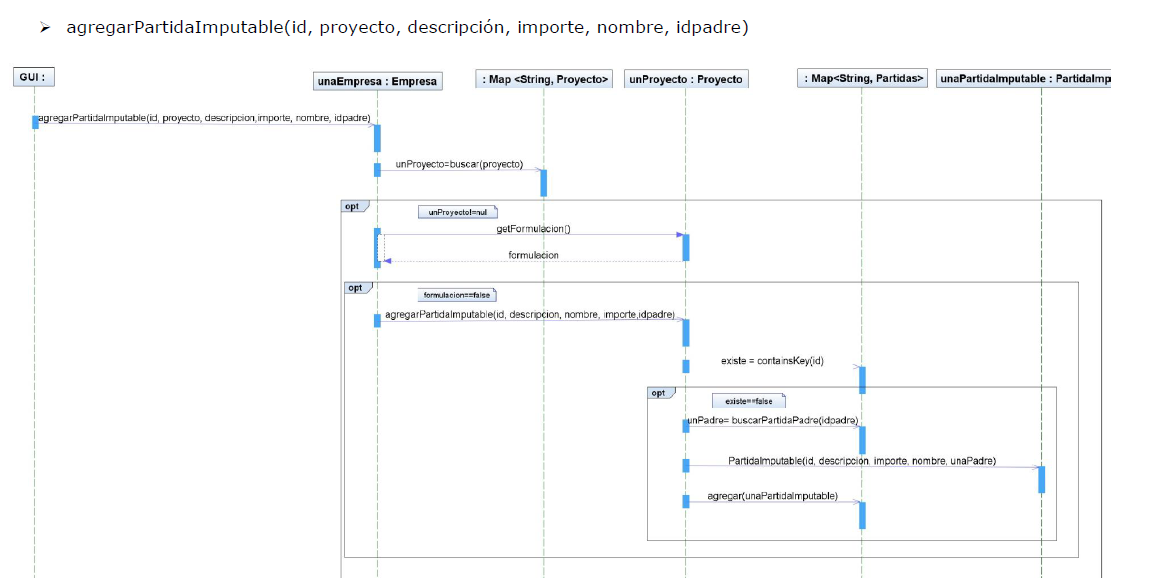 ➢ agregarPartidaImputable(id, proyecto, descripción, importe, nombre, idpadre)
GUI :
unaEmpresa : Empresa
: Map <String, Proyecto>
unProyecto : Proyecto
: Map<String, Partidas>
unaPartidaImputable : PartidaImp
agregarPartidaImputable(id, proyecto, descripcion,importe, nombre, idpadre)
unProyecto=buscar(proyecto)
opt
unProyecto!=nul
getFormulacion()
formulacion
opt
formulacion==false
agregarPartidaImputable(id, descripcion, nombre, importe,idpadre)
existe = containsKey(id)
opt
existe==false
unPadre= buscarPartidaPadre(idpadre)
PartidaImputable(id, descripción, importe, nombre, unaPadre)
agregar(unaPartidaImputable)